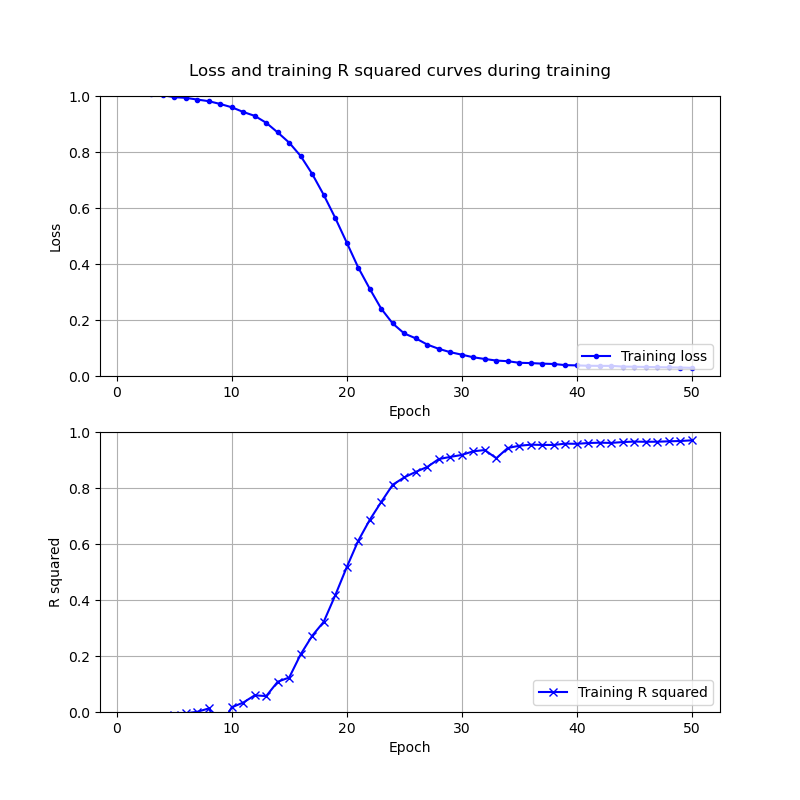 Loss and training R squared curves during training
1.0
0.8
0.6
0.4
0.2
0.0
Loss
0 10 20 30 40 50
Epoch
Training loss
1.0
0.8
0.6
0.4
0.2
0.0
R squared
0 10 20 30 40 50
Epoch
Training R squared